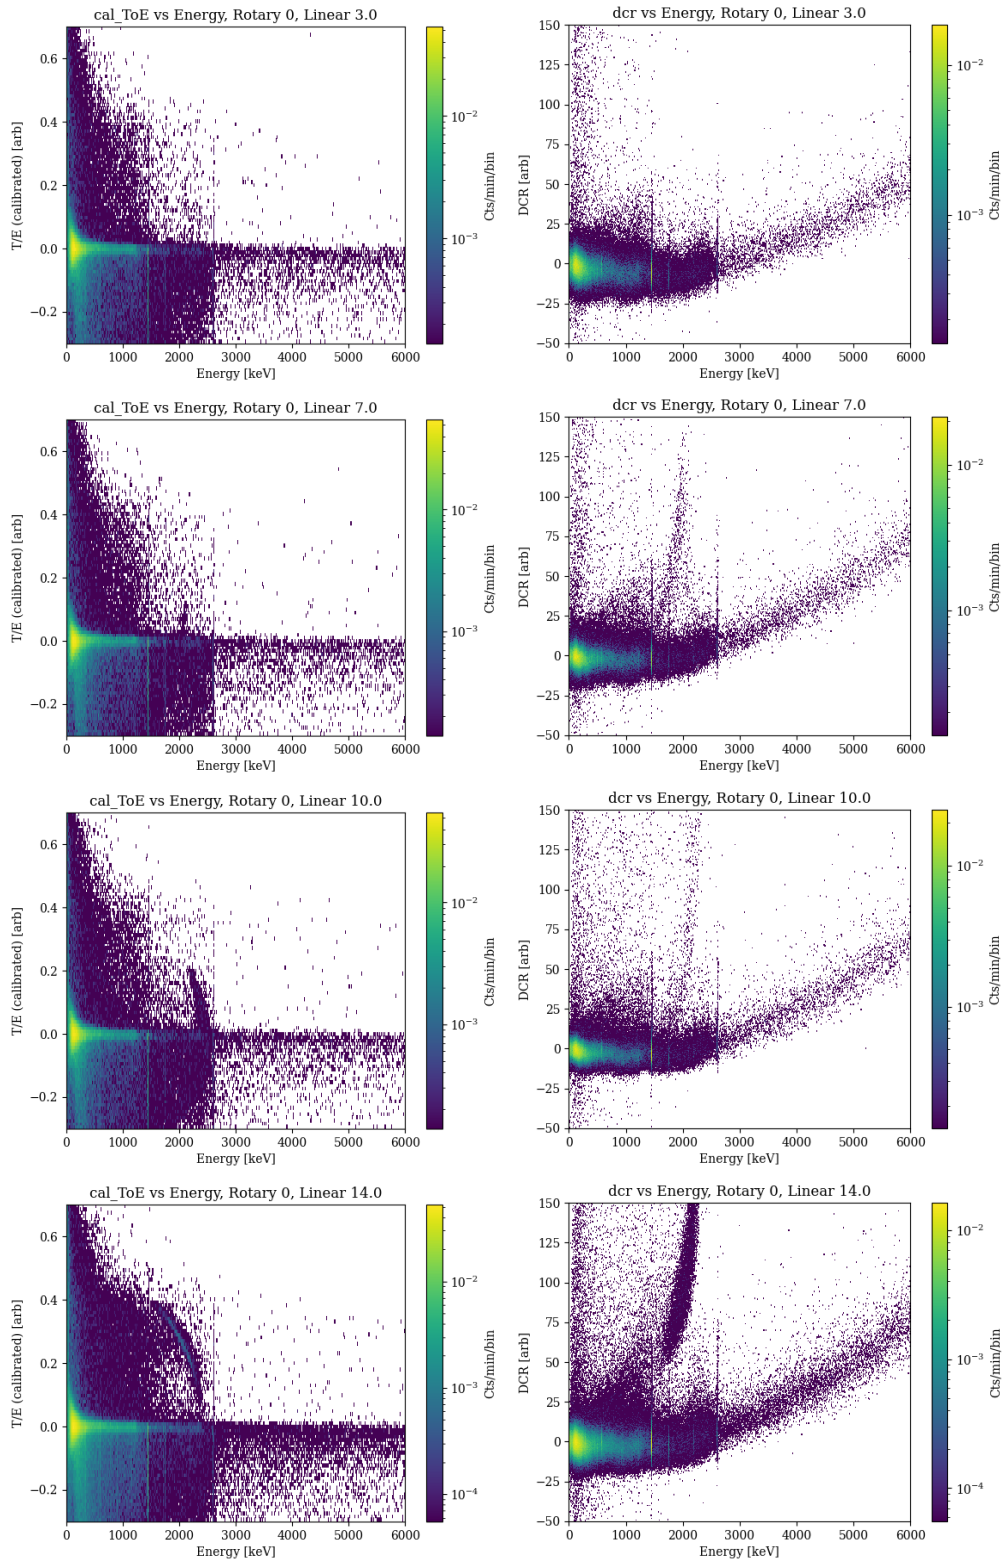 cal_ToE vs Energy, Rotary 0, Linear 3.0
T/E (calibrated) [arb]
0.6
0.4
0.2
0.0
−0.2
0 1000 2000 3000 4000 5000 6000
Energy [keV]
10−2
10−3
Cts/min/bin
dcr vs Energy, Rotary 0, Linear 3.0
DCR [arb]
150
125
100
75
50
25
0
−25
−50
0 1000 2000 3000 4000 5000 6000
Energy [keV]
10−2
10−3
Cts/min/bin
cal_ToE vs Energy, Rotary 0, Linear 7.0
T/E (calibrated) [arb]
0.6
0.4
0.2
0.0
−0.2
0 1000 2000 3000 4000 5000 6000
Energy [keV]
10−2
10−3
Cts/min/bin
dcr vs Energy, Rotary 0, Linear 7.0
DCR [arb]
150
125
100
75
50
25
0
−25
−50
0 1000 2000 3000 4000 5000 6000
Energy [keV]
10−2
10−3
Cts/min/bin
cal_ToE vs Energy, Rotary 0, Linear 10.0
T/E (calibrated) [arb]
0.6
0.4
0.2
0.0
−0.2
0 1000 2000 3000 4000 5000 6000
Energy [keV]
10−2
10−3
Cts/min/bin
dcr vs Energy, Rotary 0, Linear 10.0
DCR [arb]
150
125
100
75
50
25
0
−25
−50
0 1000 2000 3000 4000 5000 6000
Energy [keV]
10−2
10−3
Cts/min/bin
cal_ToE vs Energy, Rotary 0, Linear 14.0
T/E (calibrated) [arb]
0.6
0.4
0.2
0.0
−0.2
0 1000 2000 3000 4000 5000 6000
Energy [keV]
10−2
10−3
10−4
Cts/min/bin
dcr vs Energy, Rotary 0, Linear 14.0
DCR [arb]
150
125
100
75
50
25
0
−25
−50
0 1000 2000 3000 4000 5000 6000
Energy [keV]
10−2
10−3
10−4
Cts/min/bin